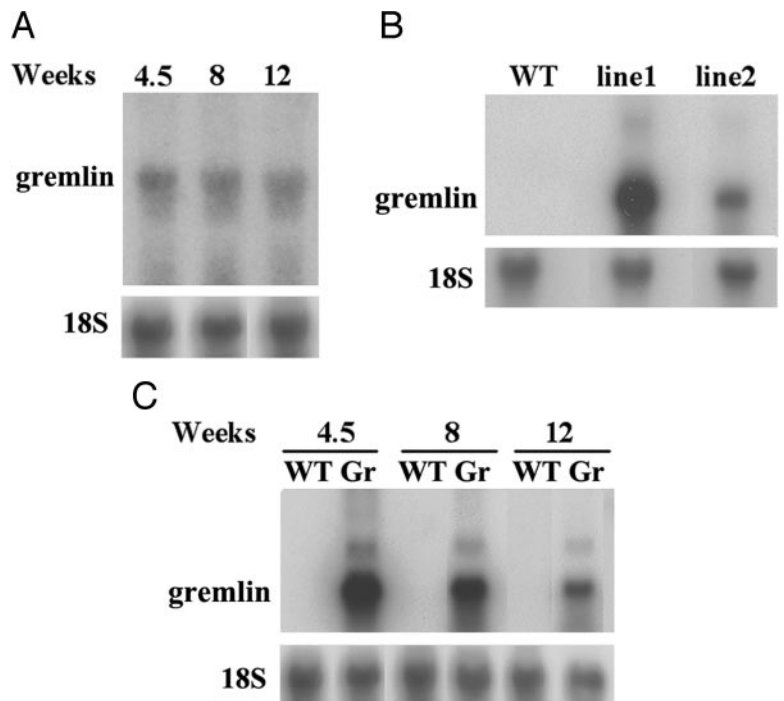 A
Weeks 4.5 8 12
gremlin
18S
B
WT line1 line2
gremlin
18S
C
Weeks 4.5 8 12
WT Gr WT Gr WT Gr
gremlin
18S